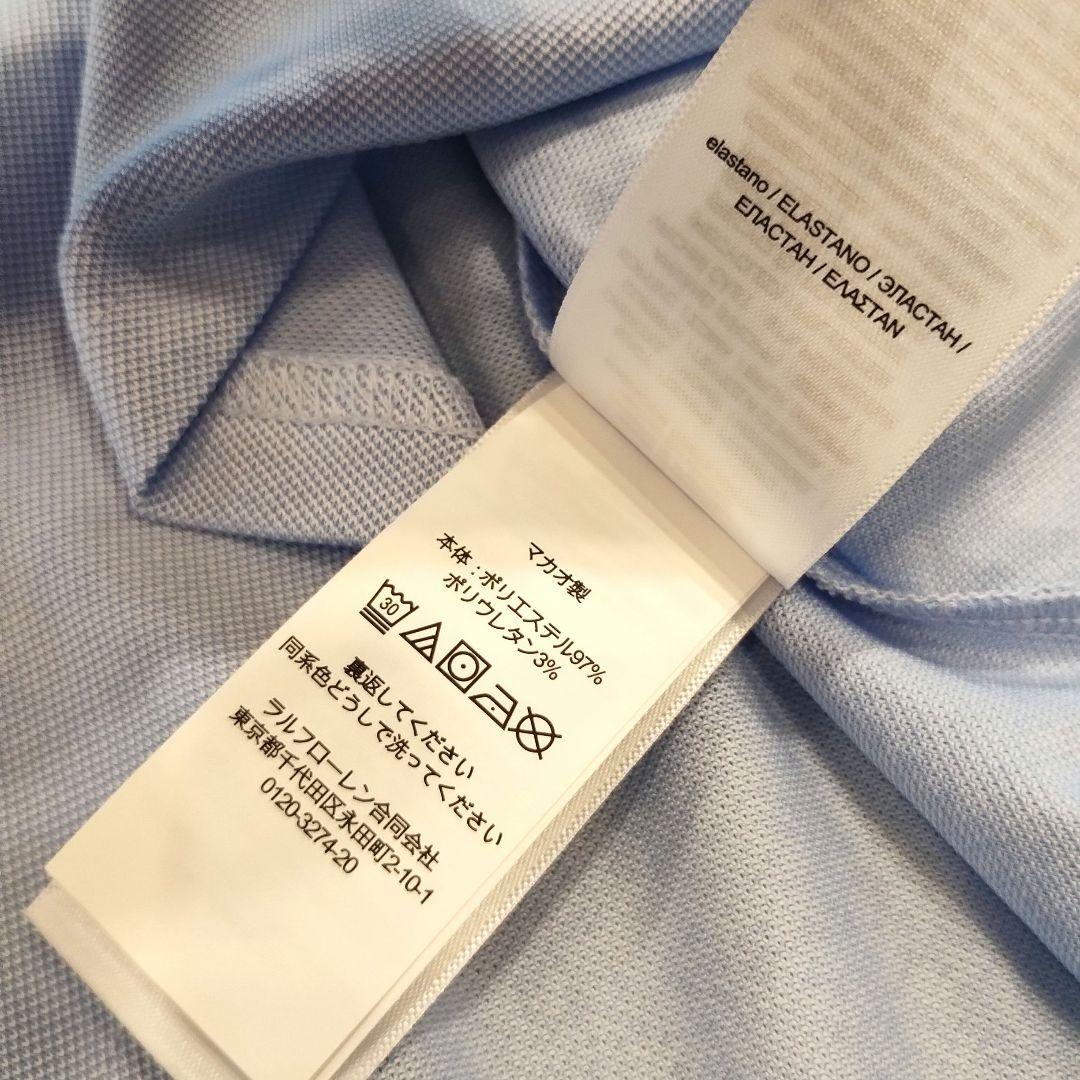 elastano / ELASTANO / ЭЛАСТАН /
ЕЛАСТАН / ΕΛΑΣΤΑΝ
マカオ製
本体:ポリエステル97%
ポリウレタン3%
30
裏返してください
同系色どうしで洗ってください
ラルフローレン合同会社
東京都千代田区永田町2-10-1
0120-3274-20